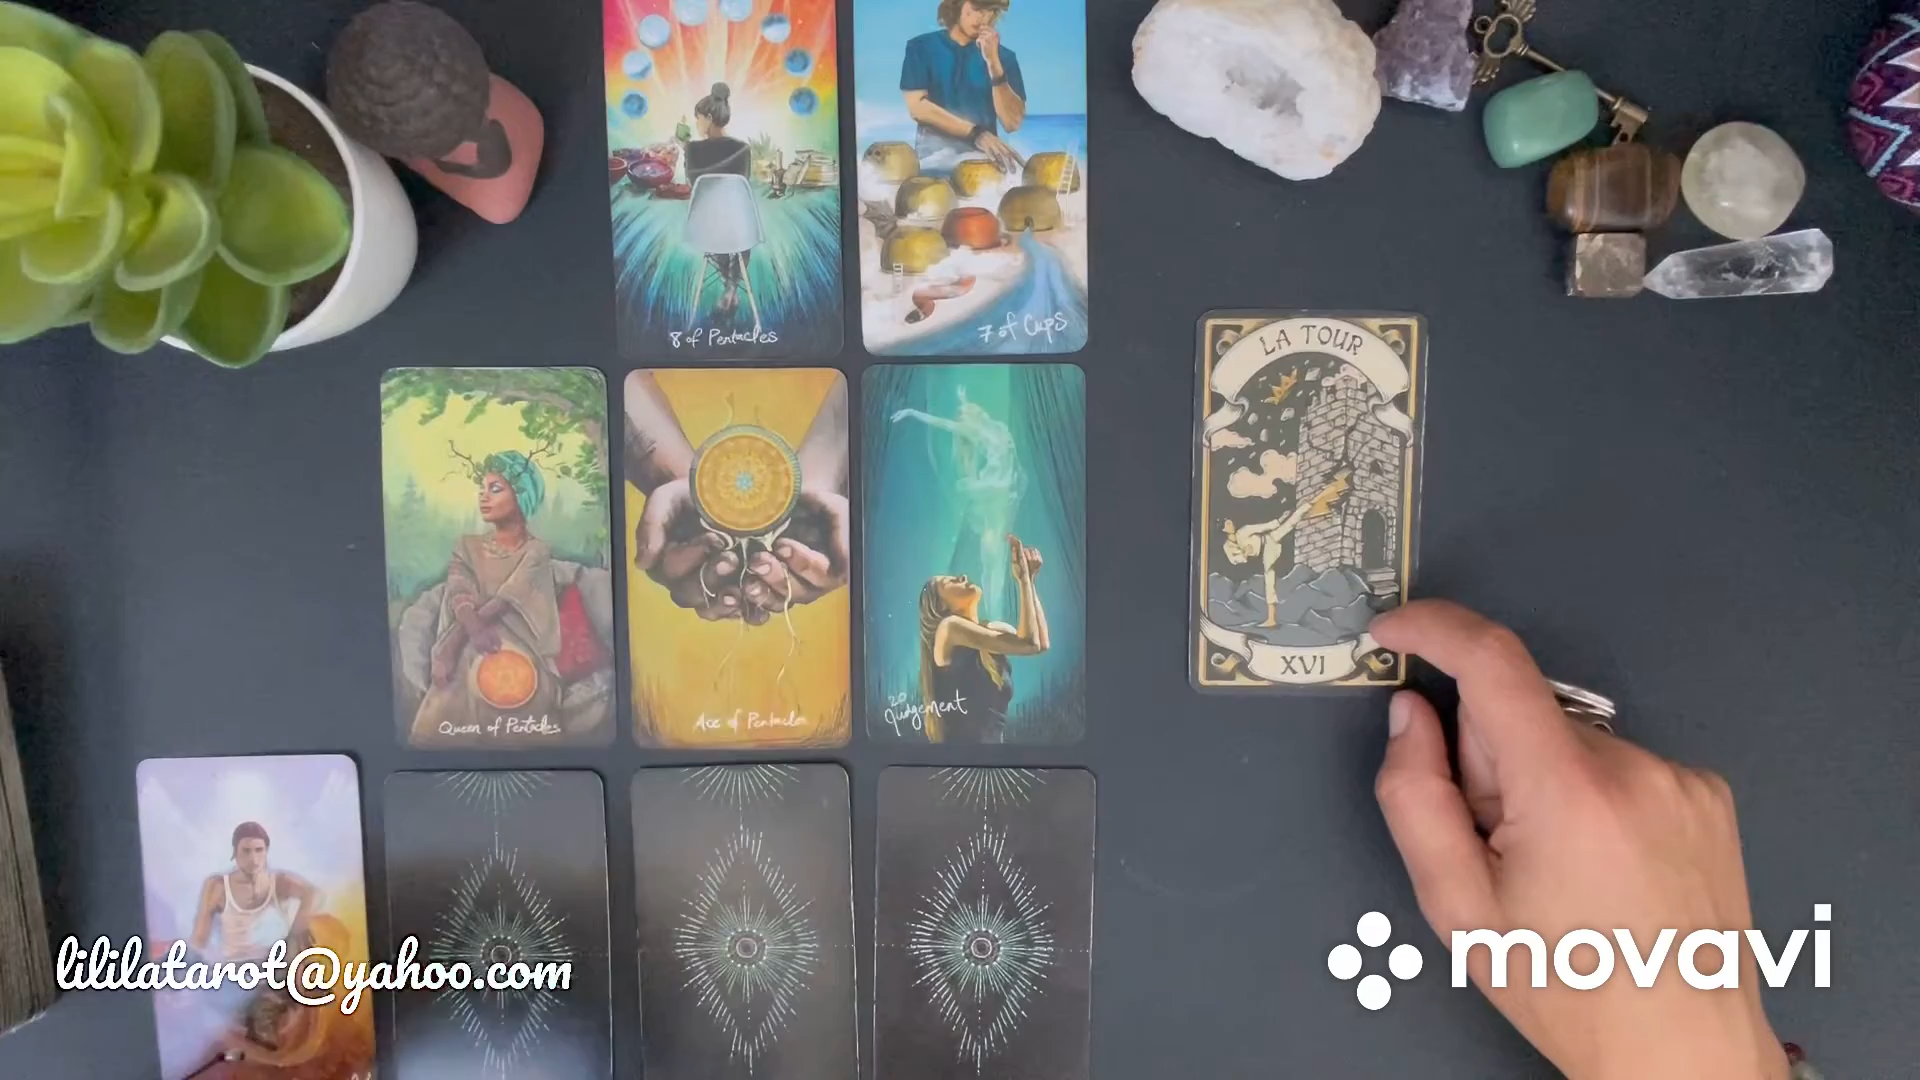 8 of Pentacles
7 of Cups
LA TOUR
XVI
Queen of Pentacles
Ace of Pentacles
20
Judgement
lililatarot@yahoo.com
movavi